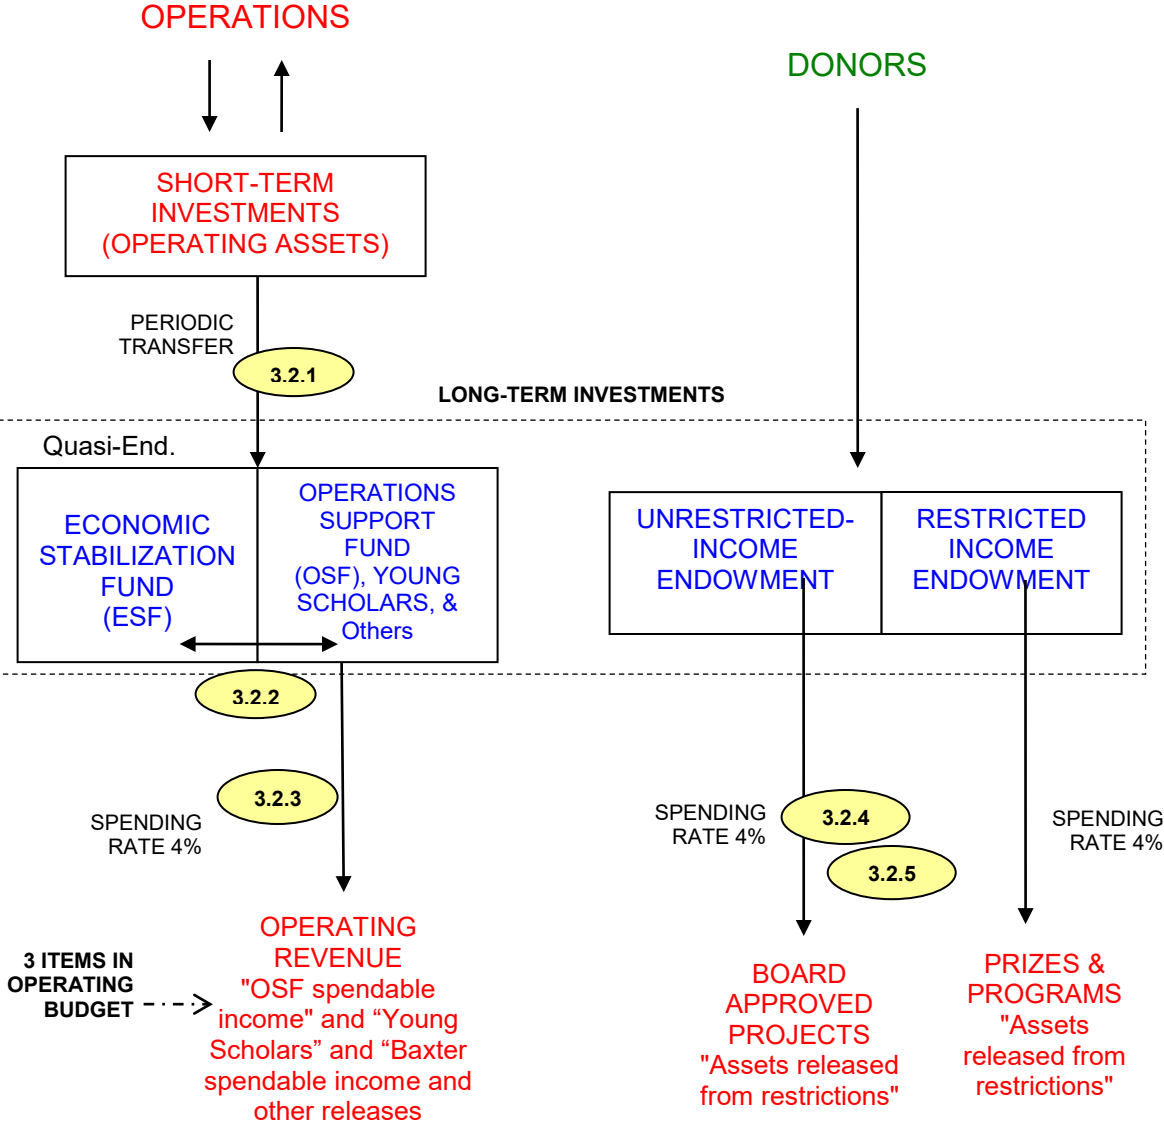 OPERATIONS
DONORS
SHORT-TERM
INVESTMENTS
(OPERATING ASSETS)
PERIODIC
TRANSFER
3.2.1
LONG-TERM INVESTMENTS
Quasi-End.
ECONOMIC
STABILIZATION
FUND
(ESF)
OPERATIONS
SUPPORT
FUND
(OSF), YOUNG
SCHOLARS, &
Others
UNRESTRICTED-
INCOME
ENDOWMENT
RESTRICTED
INCOME
ENDOWMENT
3.2.2
3.2.3
SPENDING
RATE 4%
SPENDING
RATE 4%
3.2.4
3.2.5
SPENDING
RATE 4%
3 ITEMS IN
OPERATING
BUDGET
OPERATING
REVENUE
"OSF spendable
income" and “Young
Scholars” and “Baxter
spendable income and
other releases
BOARD
APPROVED
PROJECTS
"Assets released
from restrictions"
PRIZES &
PROGRAMS
"Assets
released from
restrictions"